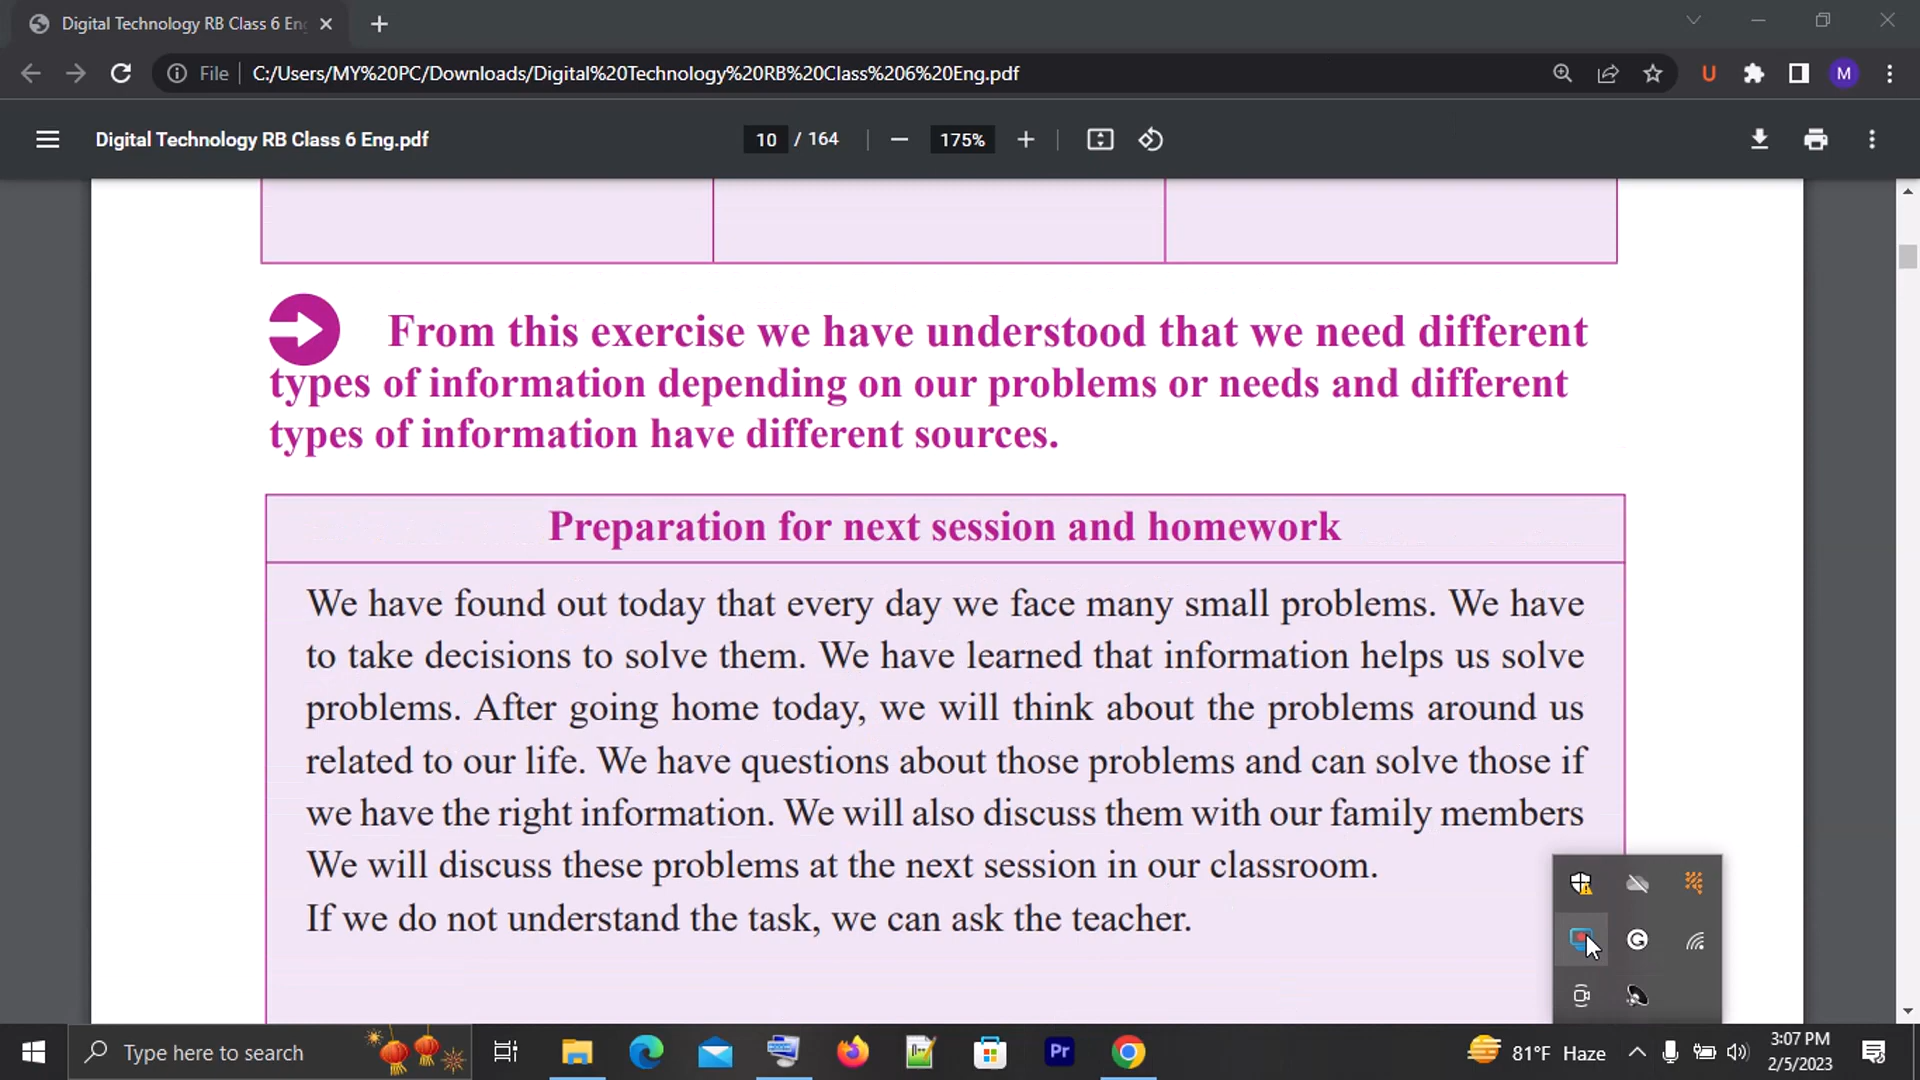 Digital Technology RB Class 6 En
File
C:/Users/MY%20PC/Downloads/Digital%20Technology%20RB%20Class%206%20Eng.pdf
U
M
Digital Technology RB Class 6 Eng.pdf
10 / 164
175%
From this exercise we have understood that we need different
types of information depending on our problems or needs and different
types of information have different sources.
Preparation for next session and homework
We have found out today that every day we face many small problems. We have
to take decisions to solve them. We have learned that information helps us solve
problems. After going home today, we will think about the problems around us
related to our life. We have questions about those problems and can solve those if
we have the right information. We will also discuss them with our family members
We will discuss these problems at the next session in our classroom.
If we do not understand the task, we can ask the teacher.
G
Type here to search
Pr
81°F Haze
3:07 PM
2/5/2023